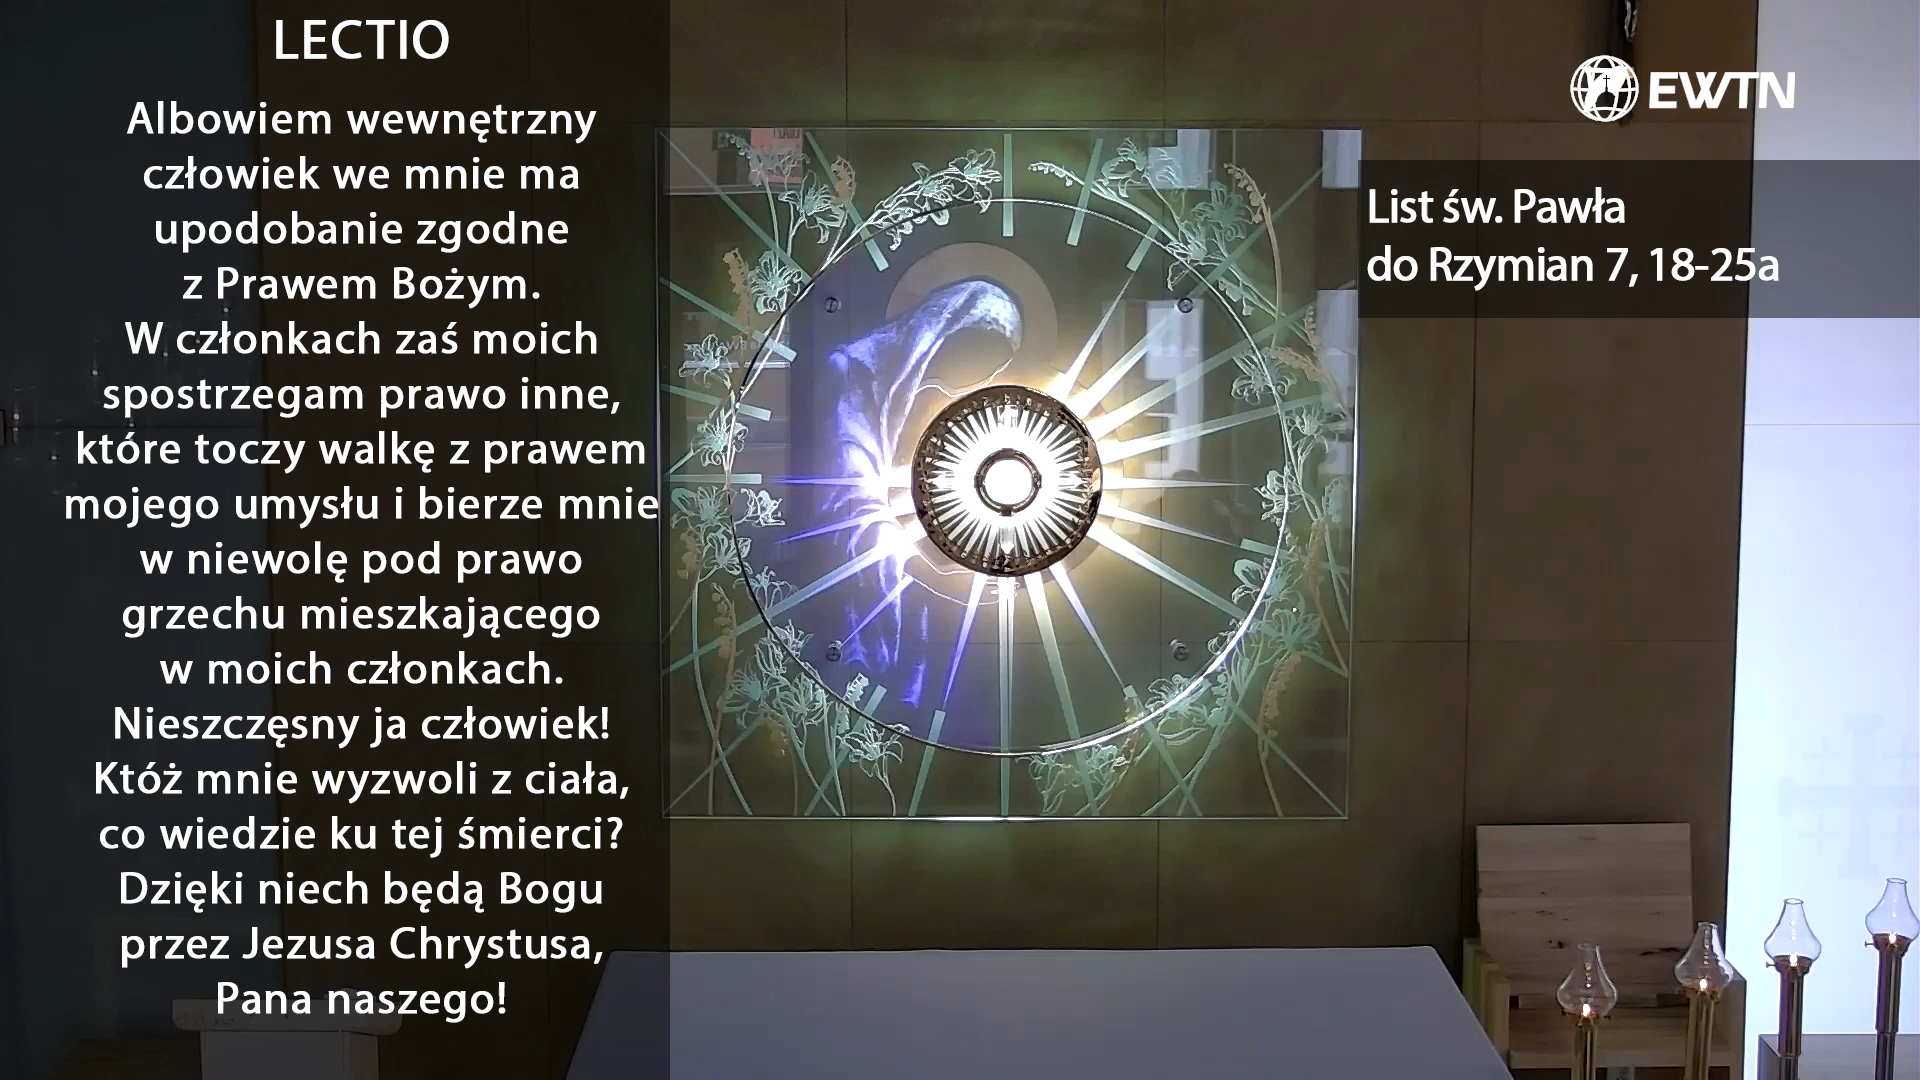 LECTIO
Albowiem wewnętrzny
człowiek we mnie ma
upodobanie zgodne
z Prawem Bożym.
W członkach zaś moich
spostrzegam prawo inne,
które toczy walkę z prawem
mojego umysłu i bierze mnie
w niewolę pod prawo
grzechu mieszkającego
w moich członkach.
Nieszczęsny ja człowiek!
Któż mnie wyzwoli z ciała,
co wiedzie ku tej śmierci?
Dzięki niech będą Bogu
przez Jezusa Chrystusa,
Pana naszego!
EWTN
List św. Pawła
do Rzymian 7, 18-25a